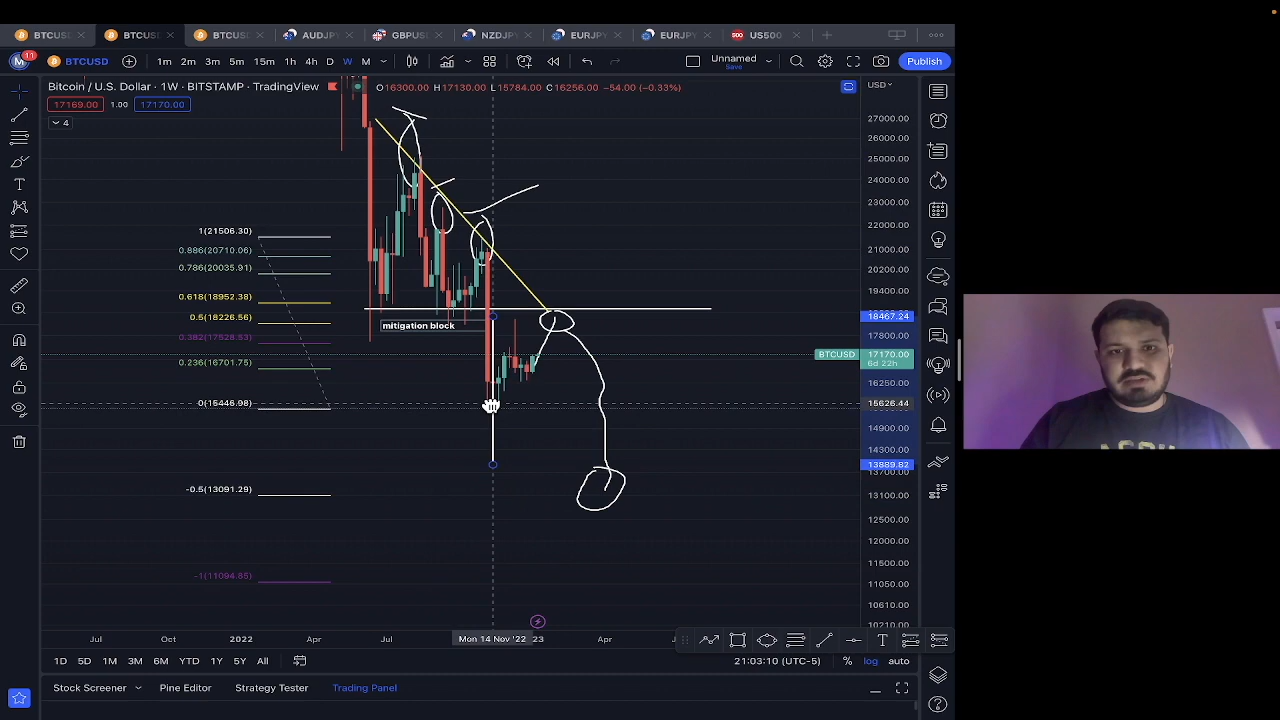 BTCUS
BTCUSD
BTCUSD
AUDJPY
GBPUSD
NZDJPY
EURJPY
EURJPY
US500
M
11
BTCUSD
1m 2m 3m 5m 15m 1h 4h D W M
Unnamed
Save
Publish
Bitcoin / U.S. Dollar · 1W · BITSTAMP · TradingView
O16300.00 H17130.00 L15784.00 C16256.00 −54.00 (−0.33%)
USD
17169.00 1.00 17170.00
4
27000.00
26000.00
25000.00
24000.00
23000.00
22000.00
21000.00
20200.00
19400.00
18467.24
17800.00
BTCUSD 17170.00
6d 22h
16250.00
15626.44
14900.00
14300.00
13889.82
13700.00
13100.00
12500.00
12000.00
11500.00
11050.00
10610.00
10210.00
1(21506.30)
0.886(20710.06)
0.786(20035.91)
0.618(18952.38)
0.5(18226.56)
0.382(17528.53)
0.236(16701.75)
0(15446.98)
-0.5(13091.29)
-1(11094.85)
mitigation block
Jul Oct 2022 Apr Jul Mon 14 Nov '22 23 Apr
1D 5D 1M 3M 6M YTD 1Y 5Y All
21:03:10 (UTC-5) % log auto
Stock Screener Pine Editor Strategy Tester Trading Panel